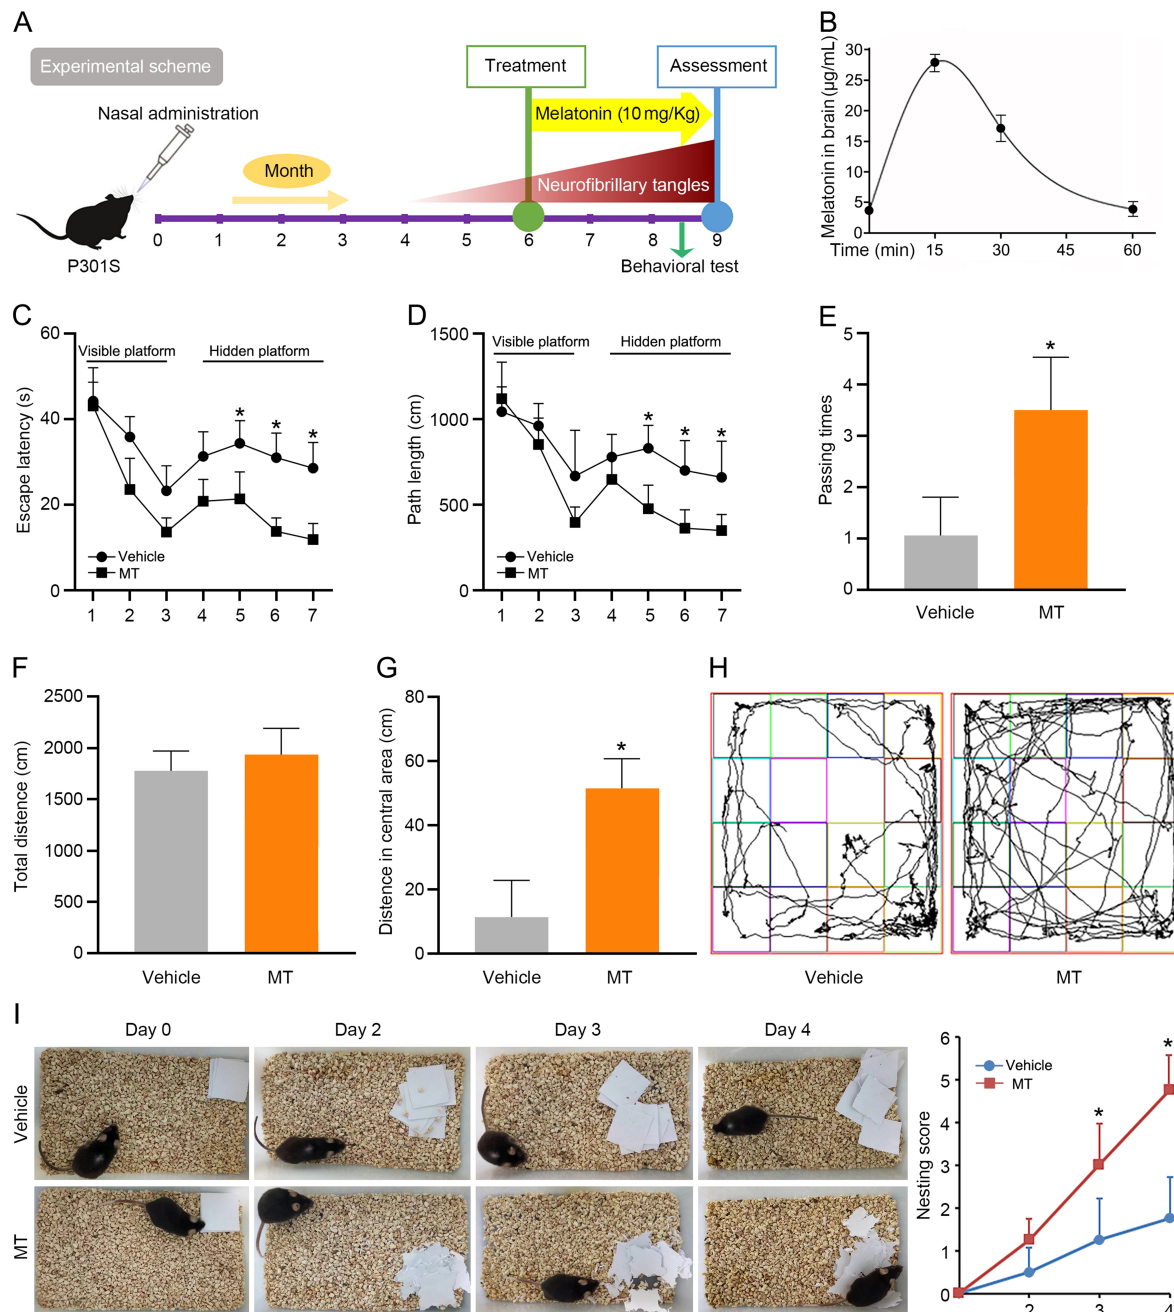 A
Experimental scheme
Nasal administration
Month
Treatment
Assessment
Melatonin (10 mg/Kg)
Neurofibrillary tangles
0 1 2 3 4 5 6 7 8 9
P301S
Behavioral test
B
Melatonin in brain (μg/mL)
30
25
20
15
10
5
0
Time (min) 15 30 45 60
C
Escape latency (s)
60
40
20
0
Visible platform
Hidden platform
* * *
Vehicle
MT
1 2 3 4 5 6 7
D
Path length (cm)
1500
1000
500
0
Visible platform
Hidden platform
* * *
Vehicle
MT
1 2 3 4 5 6 7
E
Passing times
5
4
3
2
1
0
*
Vehicle MT
F
Total distence (cm)
2500
2000
1500
1000
500
0
Vehicle MT
G
Distence in central area (cm)
80
60
40
20
0
*
Vehicle MT
H
Vehicle MT
I
Day 0 Day 2 Day 3 Day 4
Vehicle
MT
Nesting score
6
5
4
3
2
1
0
Vehicle
MT
* *
2 3 4